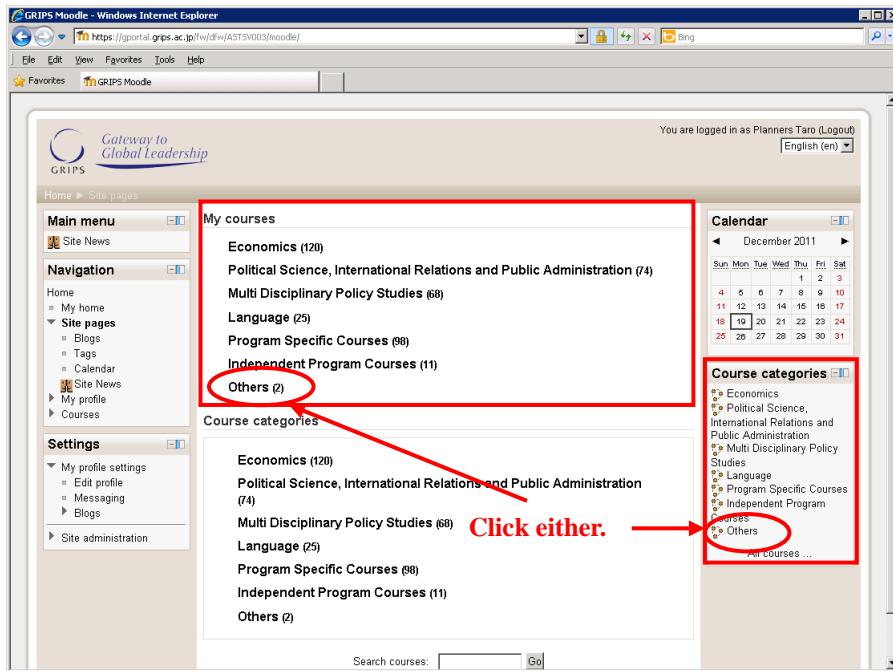 GRIPS Moodle - Windows Internet Explorer
https://gportal.grips.ac.jp/fw/dfw/ASTSV003/moodle/
Bing
File Edit View Favorites Tools Help
Favorites
GRIPS Moodle
You are logged in as Planners Taro (Logout)
English (en)
Gateway to
Global Leadership
GRIPS
Home ► Site pages
Main menu
Site News
Navigation
Home
My home
Site pages
Blogs
Tags
Calendar
Site News
My profile
Courses
Settings
My profile settings
Edit profile
Messaging
Blogs
Site administration
My courses
Economics (120)
Political Science, International Relations and Public Administration (74)
Multi Disciplinary Policy Studies (68)
Language (25)
Program Specific Courses (98)
Independent Program Courses (11)
Others (2)
Course categories
Economics (120)
Political Science, International Relations and Public Administration
(74)
Multi Disciplinary Policy Studies (68)
Language (25)
Program Specific Courses (98)
Independent Program Courses (11)
Others (2)
Click either.
Search courses:
Go
Calendar
◄ December 2011 ►
Sun Mon Tue Wed Thu Fri Sat
1 2 3
4 5 6 7 8 9 10
11 12 13 14 15 16 17
18 19 20 21 22 23 24
25 26 27 28 29 30 31
Course categories
Economics
Political Science,
International Relations and
Public Administration
Multi Disciplinary Policy
Studies
Language
Program Specific Courses
Independent Program
Courses
Others
All courses ...